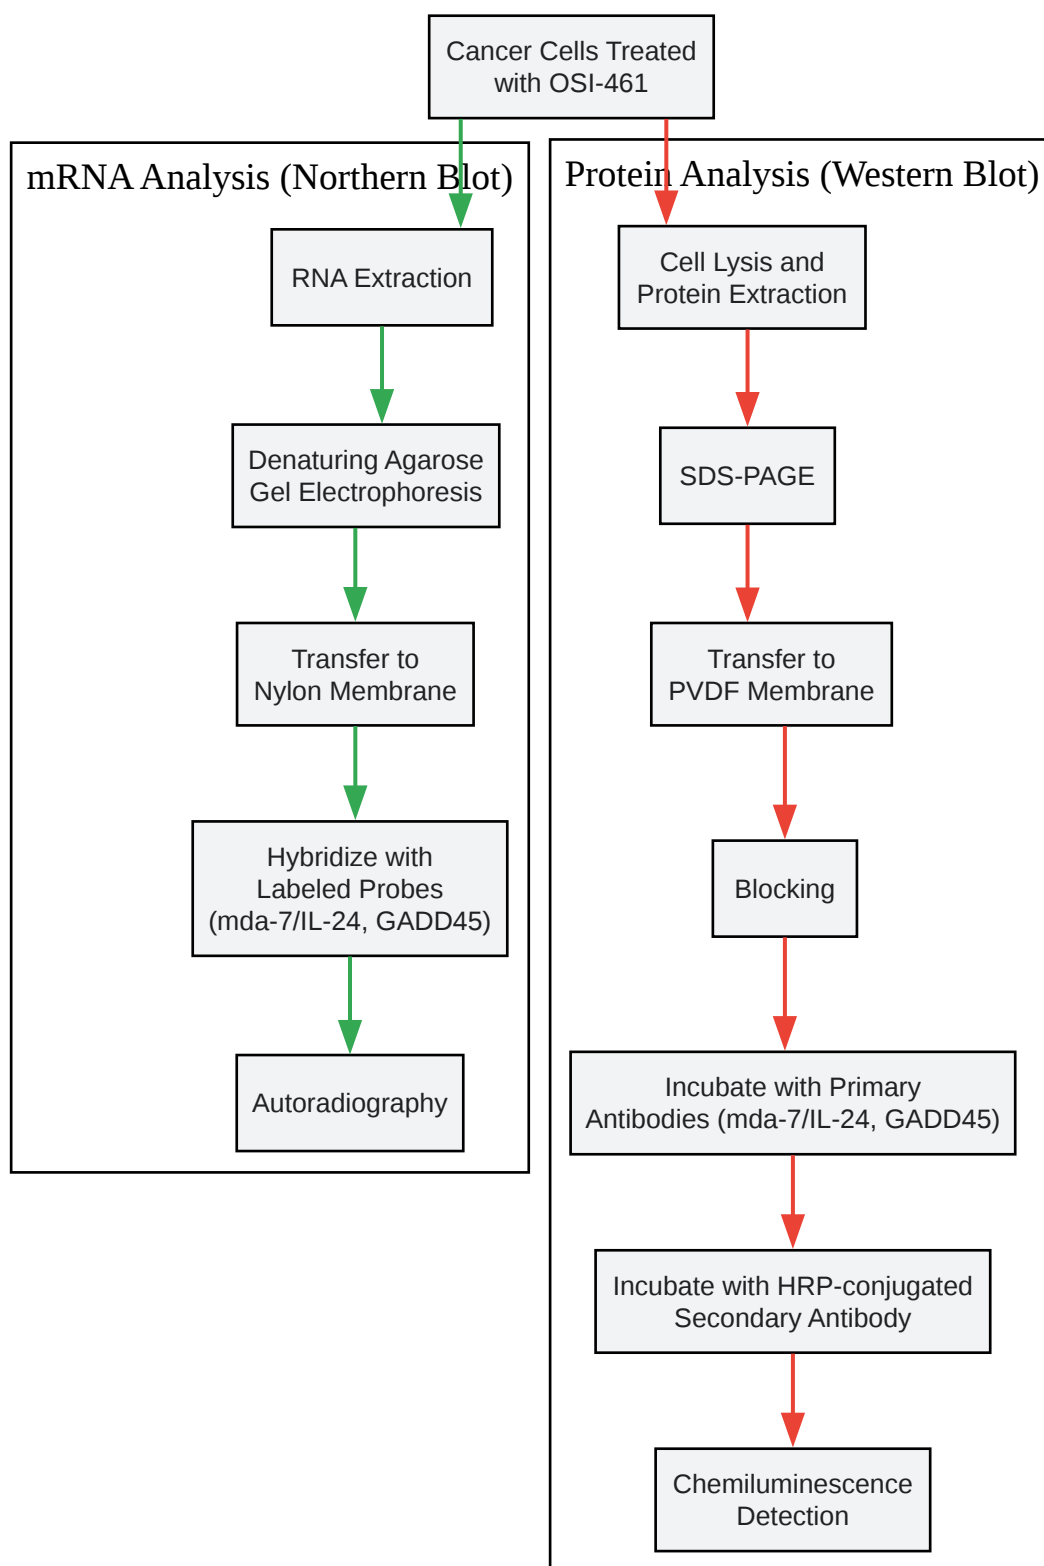 Cancer Cells Treated
with OSI-461
mRNA Analysis (Northern Blot)
RNA Extraction
Denaturing Agarose
Gel Electrophoresis
Transfer to
Nylon Membrane
Hybridize with
Labeled Probes
(mda-7/IL-24, GADD45)
Autoradiography
Protein Analysis (Western Blot)
Cell Lysis and
Protein Extraction
SDS-PAGE
Transfer to
PVDF Membrane
Blocking
Incubate with Primary
Antibodies (mda-7/IL-24, GADD45)
Incubate with HRP-conjugated
Secondary Antibody
Chemiluminescence
Detection